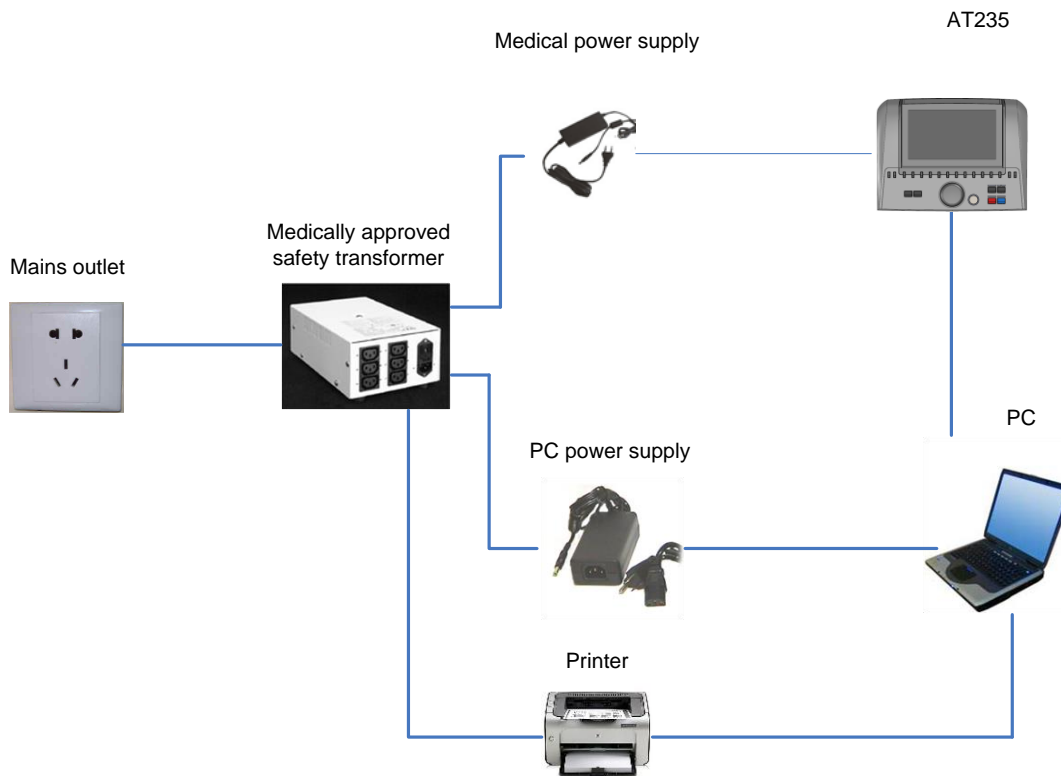 AT235
Medical power supply
Medically approved
safety transformer
Mains outlet
PC
PC power supply
Printer